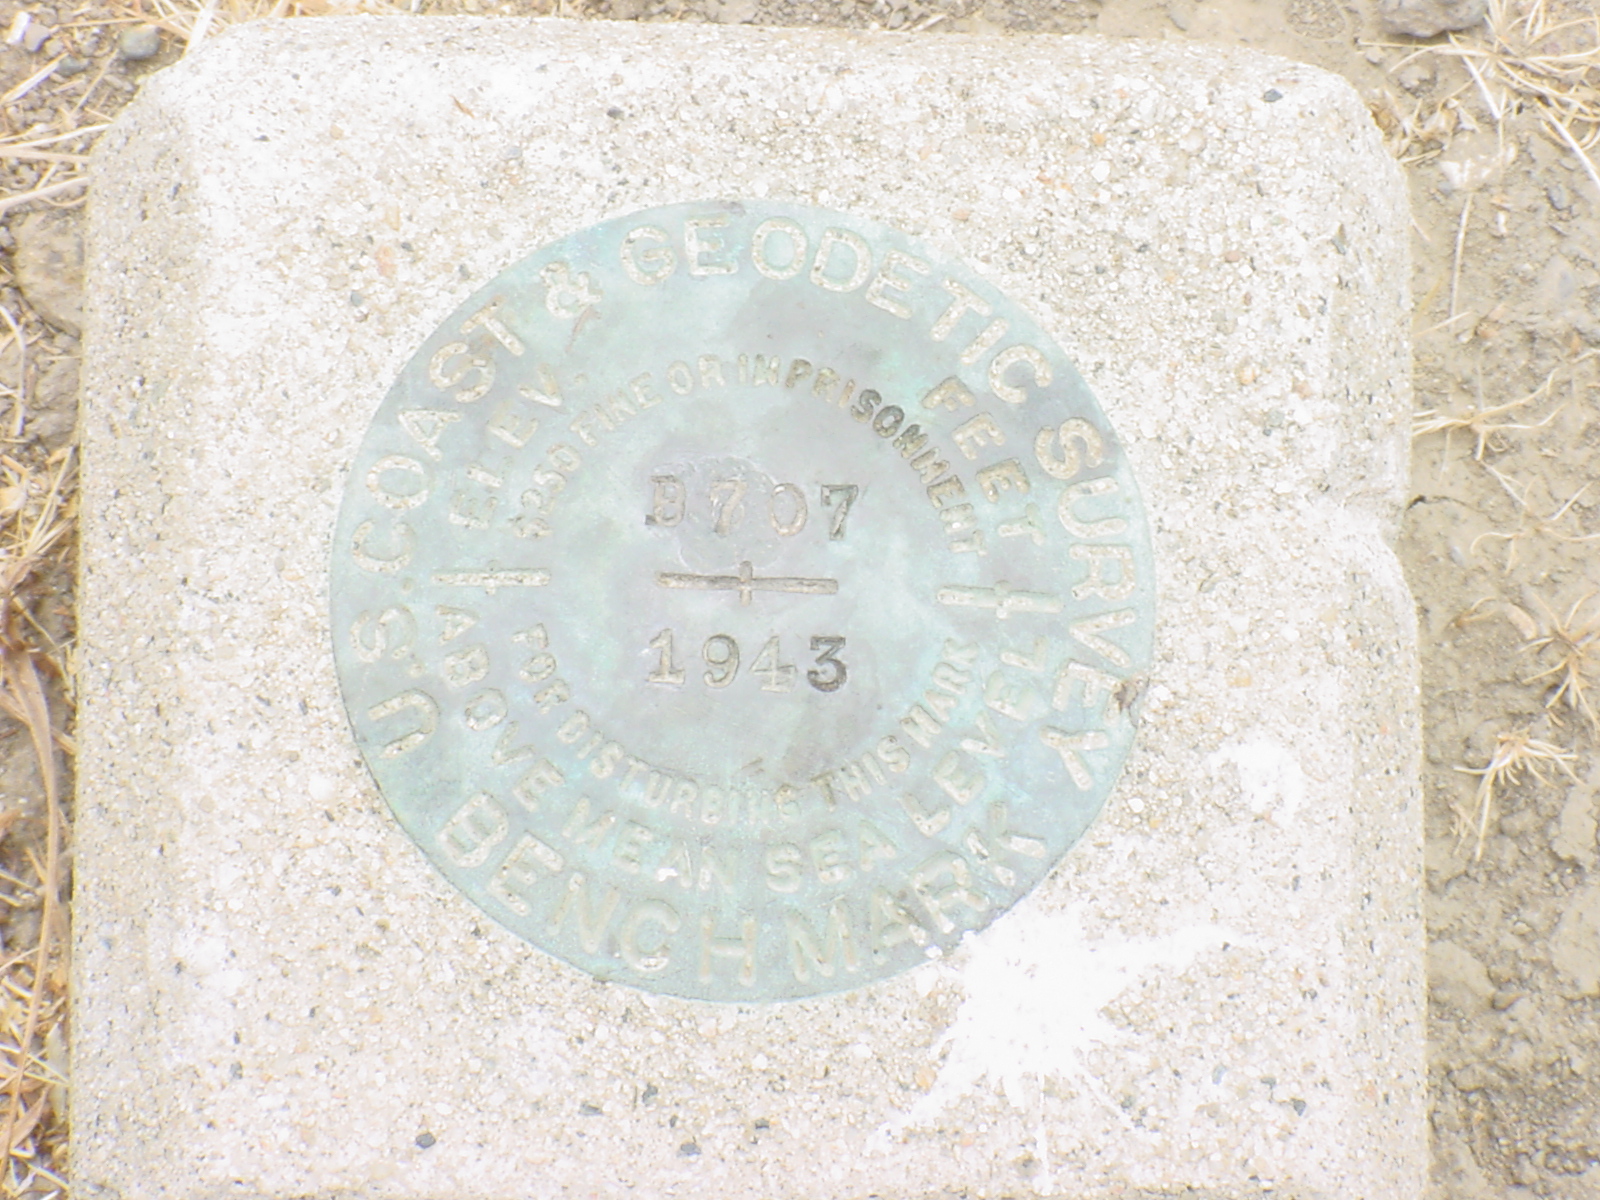 U.S. COAST & GEODETIC SURVEY
ELEV. FEET
$250 FINE OR IMPRISONMENT
B 707
1943
FOR DISTURBING THIS MARK
ABOVE MEAN SEA LEVEL
BENCH MARK